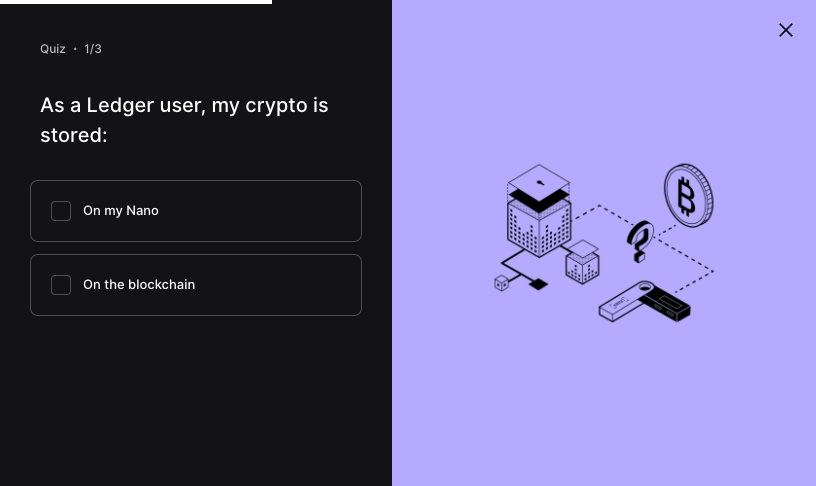 Quiz · 1/3
As a Ledger user, my crypto is
stored:
On my Nano
On the blockchain